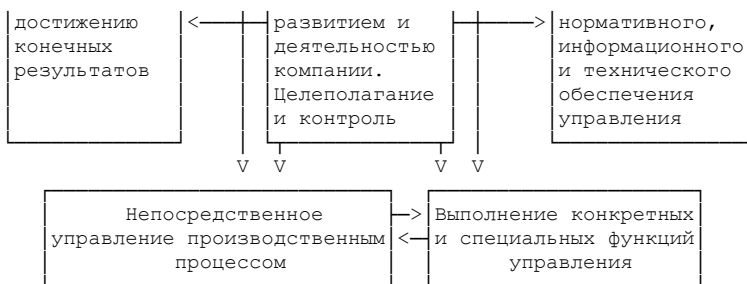 достижению
конечных
результатов
развитием и
деятельностью
компании.
Целеполагание
и контроль
нормативного,
информационного
и технического
обеспечения
управления
Непосредственное
управление производственным
процессом
Выполнение конкретных
и специальных функций
управления